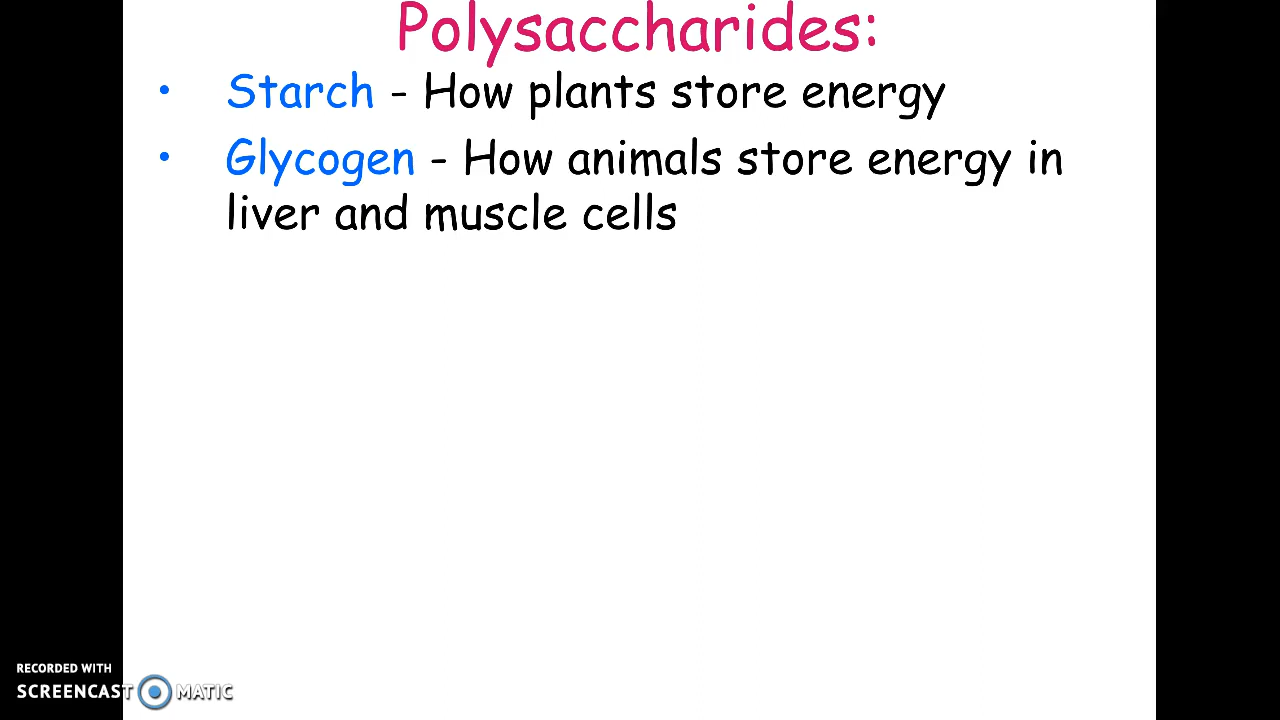 Polysaccharides:
• Starch - How plants store energy
• Glycogen - How animals store energy in
liver and muscle cells
RECORDED WITH
SCREENCAST MATIC